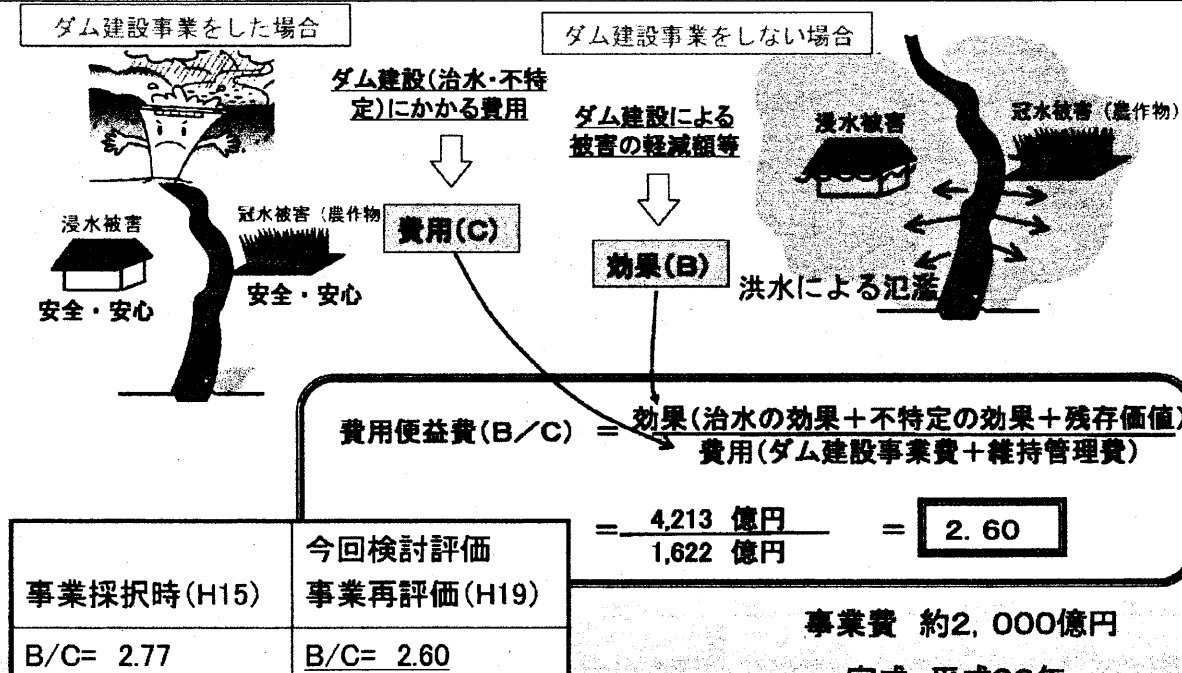 ダム建設事業をした場合
ダム建設事業をしない場合
ダム建設(治水・不特
定)にかかる費用
ダム建設による
被害の軽減額等
浸水被害
冠水被害(農作物)
浸水被害
冠水被害(農作物
安全・安心
安全・安心
費用(C)
効果(B)
洪水による氾濫
費用便益費(B/C) = 効果(治水の効果+不特定の効果+残存価値)
費用(ダム建設事業費+維持管理費)
= 4,213 億円
1,622 億円
= 2.60
事業採択時(H15)
今回検討評価
事業再評価(H19)
B/C= 2.77
B/C= 2.60
事業費 約2,000億円